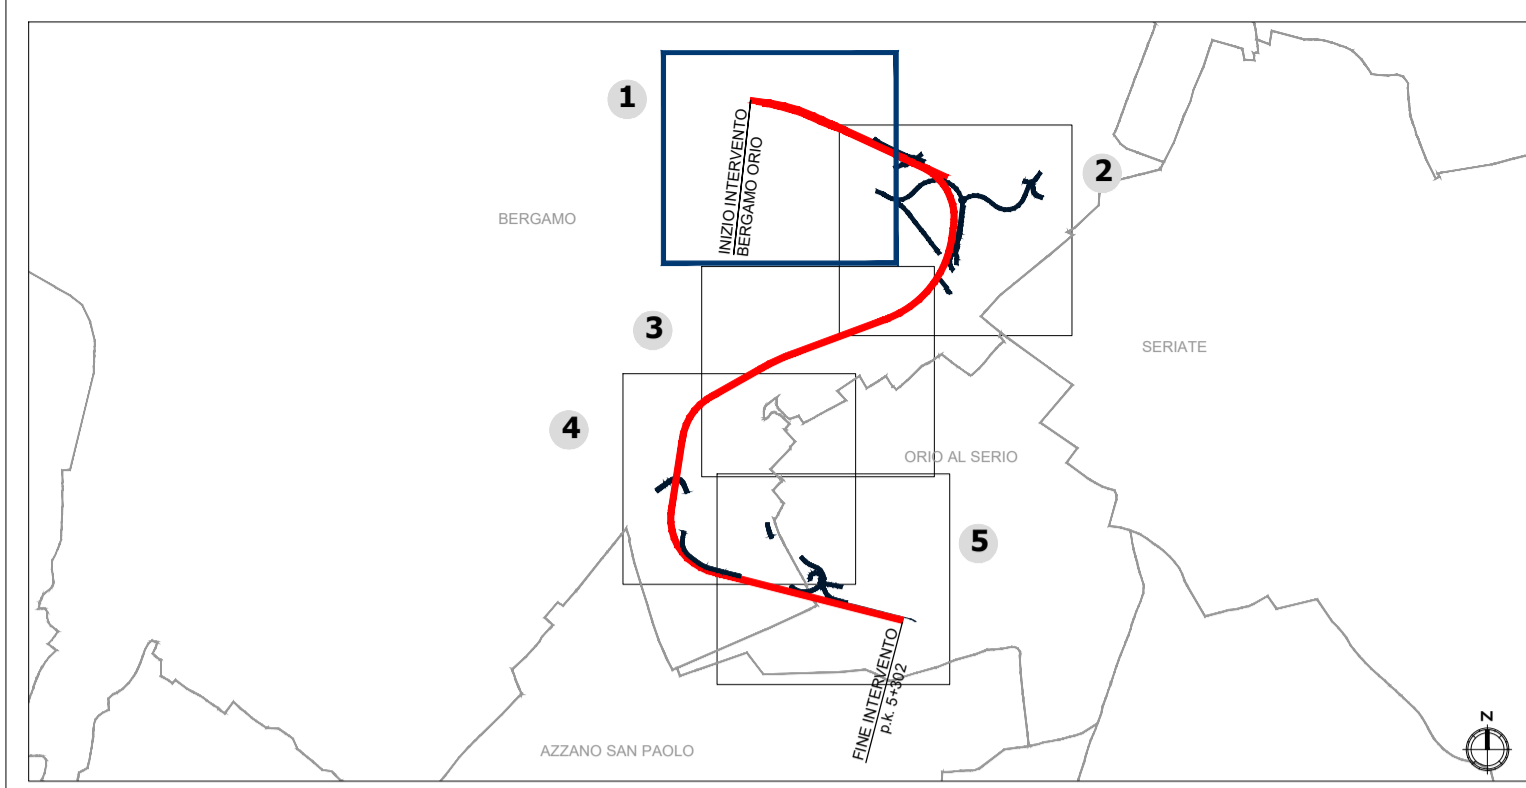 1
INIZIO INTERVENTO
BERGAMO ORIO
2
BERGAMO
3
SERIATE
4
ORIO AL SERIO
5
FINE INTERVENTO
p.k. 5+302
N
AZZANO SAN PAOLO